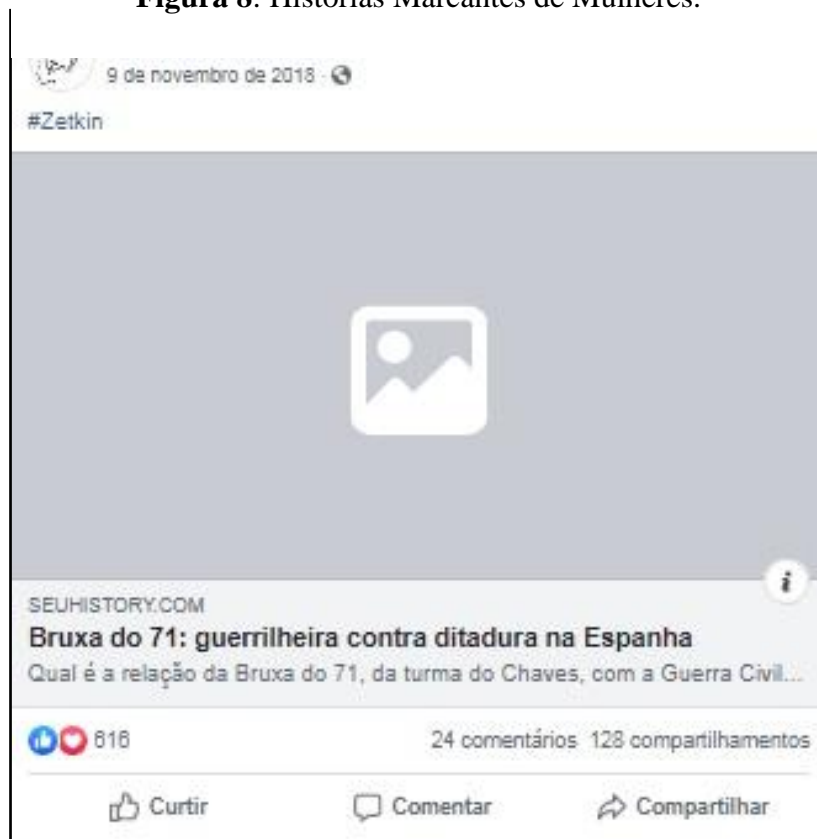 Figura 8: Histórias Marcantes de Mulheres.
9 de novembro de 2018 ·
#Zetkin
i
SEUHISTORY.COM
Bruxa do 71: guerrilheira contra ditadura na Espanha
Qual é a relação da Bruxa do 71, da turma do Chaves, com a Guerra Civil...
616 24 comentários 128 compartilhamentos
Curtir Comentar Compartilhar